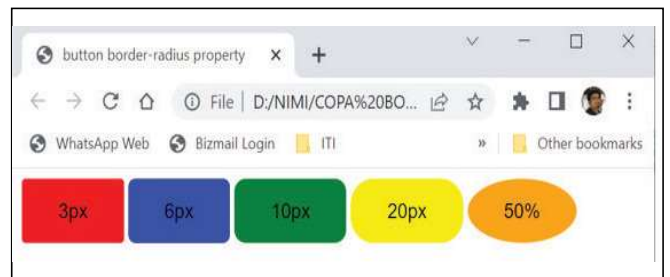 button border-radius property
File | D:/NIMI/COPA%20BO...
WhatsApp Web Bizmail Login ITI » Other bookmarks
3px 6px 10px 20px 50%